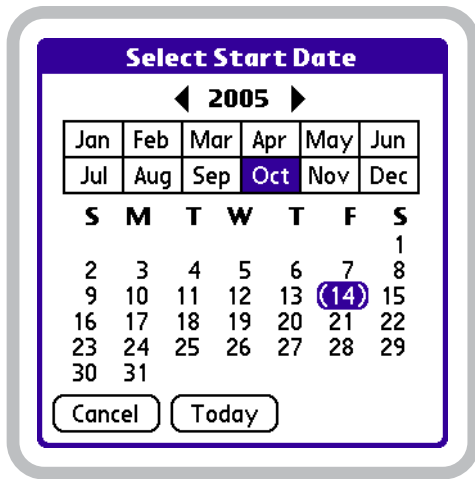 Select Start Date
2005
Jan Feb Mar Apr May Jun
Jul Aug Sep Oct Nov Dec
S M T W T F S
1
2 3 4 5 6 7 8
9 10 11 12 13 (14) 15
16 17 18 19 20 21 22
23 24 25 26 27 28 29
30 31
Cancel Today